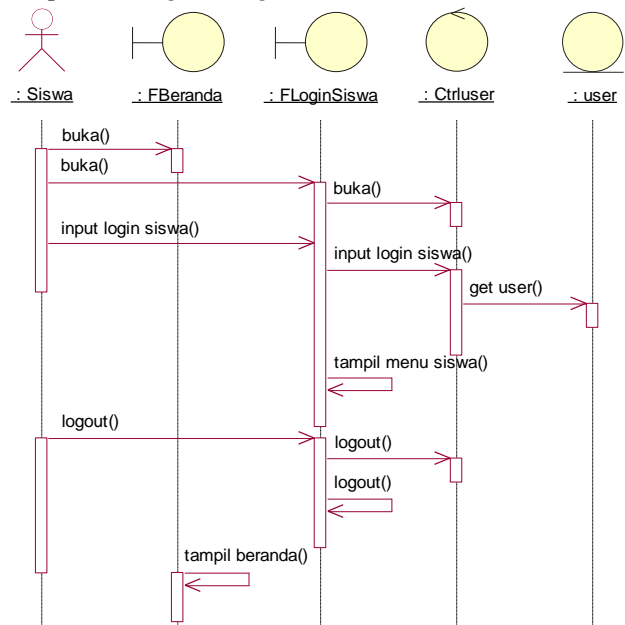 : Siswa
: FBeranda
: FLoginSiswa
: Ctrluser
: user
buka()
buka()
buka()
input login siswa()
input login siswa()
get user()
tampil menu siswa()
logout()
logout()
logout()
tampil beranda()